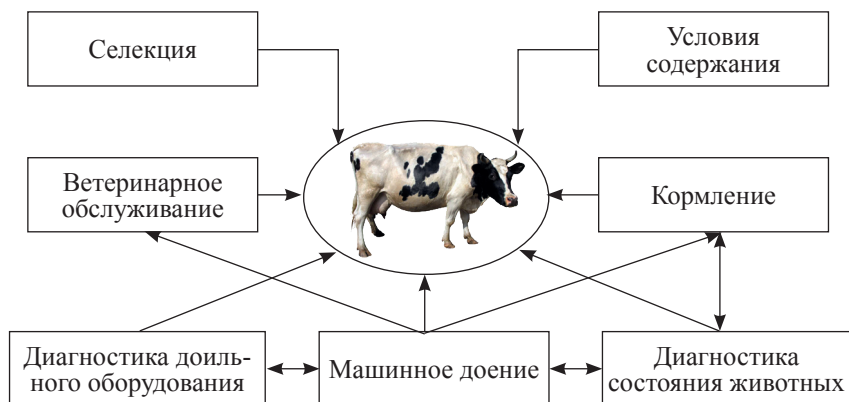 Селекция
Условия
содержания
Ветеринарное
обслуживание
Кормление
Диагностика доиль-
ного оборудования
Машинное доение
Диагностика
состояния животных